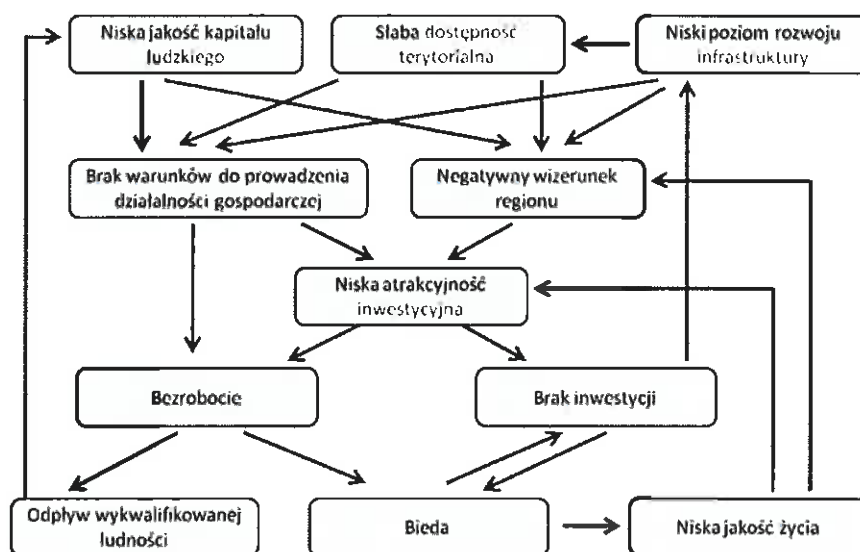 Niska jakość kapitału
ludzkiego
Słaba dostępność
terytorialna
Niski poziom rozwoju
infrastruktury
Brak warunków do prowadzenia
działalności gospodarczej
Negatywny wizerunek
regionu
Niska atrakcyjność
inwestycyjna
Bezrobocie
Brak inwestycji
Odpływ wykwalifikowanej
ludności
Bieda
Niska jakość życia